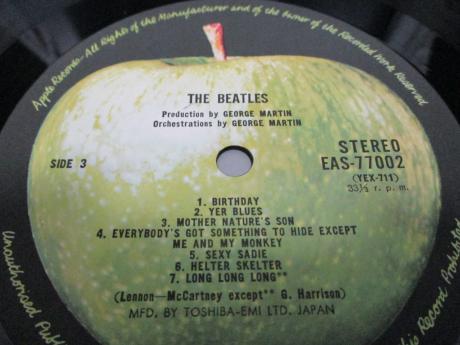 Apple Records · All Rights of the Manufacturer and of the Owner of the Recorded Work Reserved
THE BEATLES
Production by GEORGE MARTIN
Orchestrations by GEORGE MARTIN
SIDE 3
STEREO
EAS-77002
(YEX-711)
33⅓ r. p. m.
1. BIRTHDAY
2. YER BLUES
3. MOTHER NATURE'S SON
4. EVERYBODY'S GOT SOMETHING TO HIDE EXCEPT
ME AND MY MONKEY
5. SEXY SADIE
6. HELTER SKELTER
7. LONG LONG LONG**
(Lennon—McCartney except** G. Harrison)
MFD. BY TOSHIBA-EMI LTD. JAPAN
Unauthorised
Record Prohibited